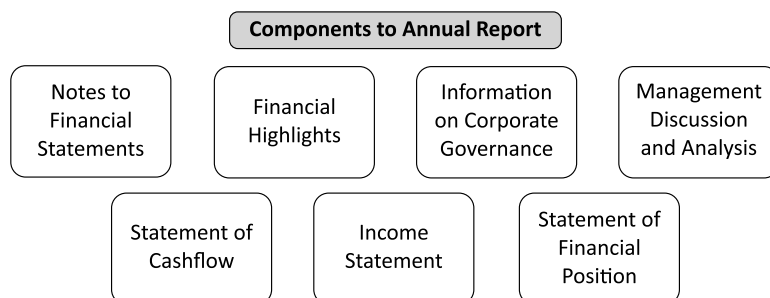 Components to Annual Report
Notes to
Financial
Statements
Financial
Highlights
Information
on Corporate
Governance
Management
Discussion
and Analysis
Statement of
Cashflow
Income
Statement
Statement of
Financial
Position